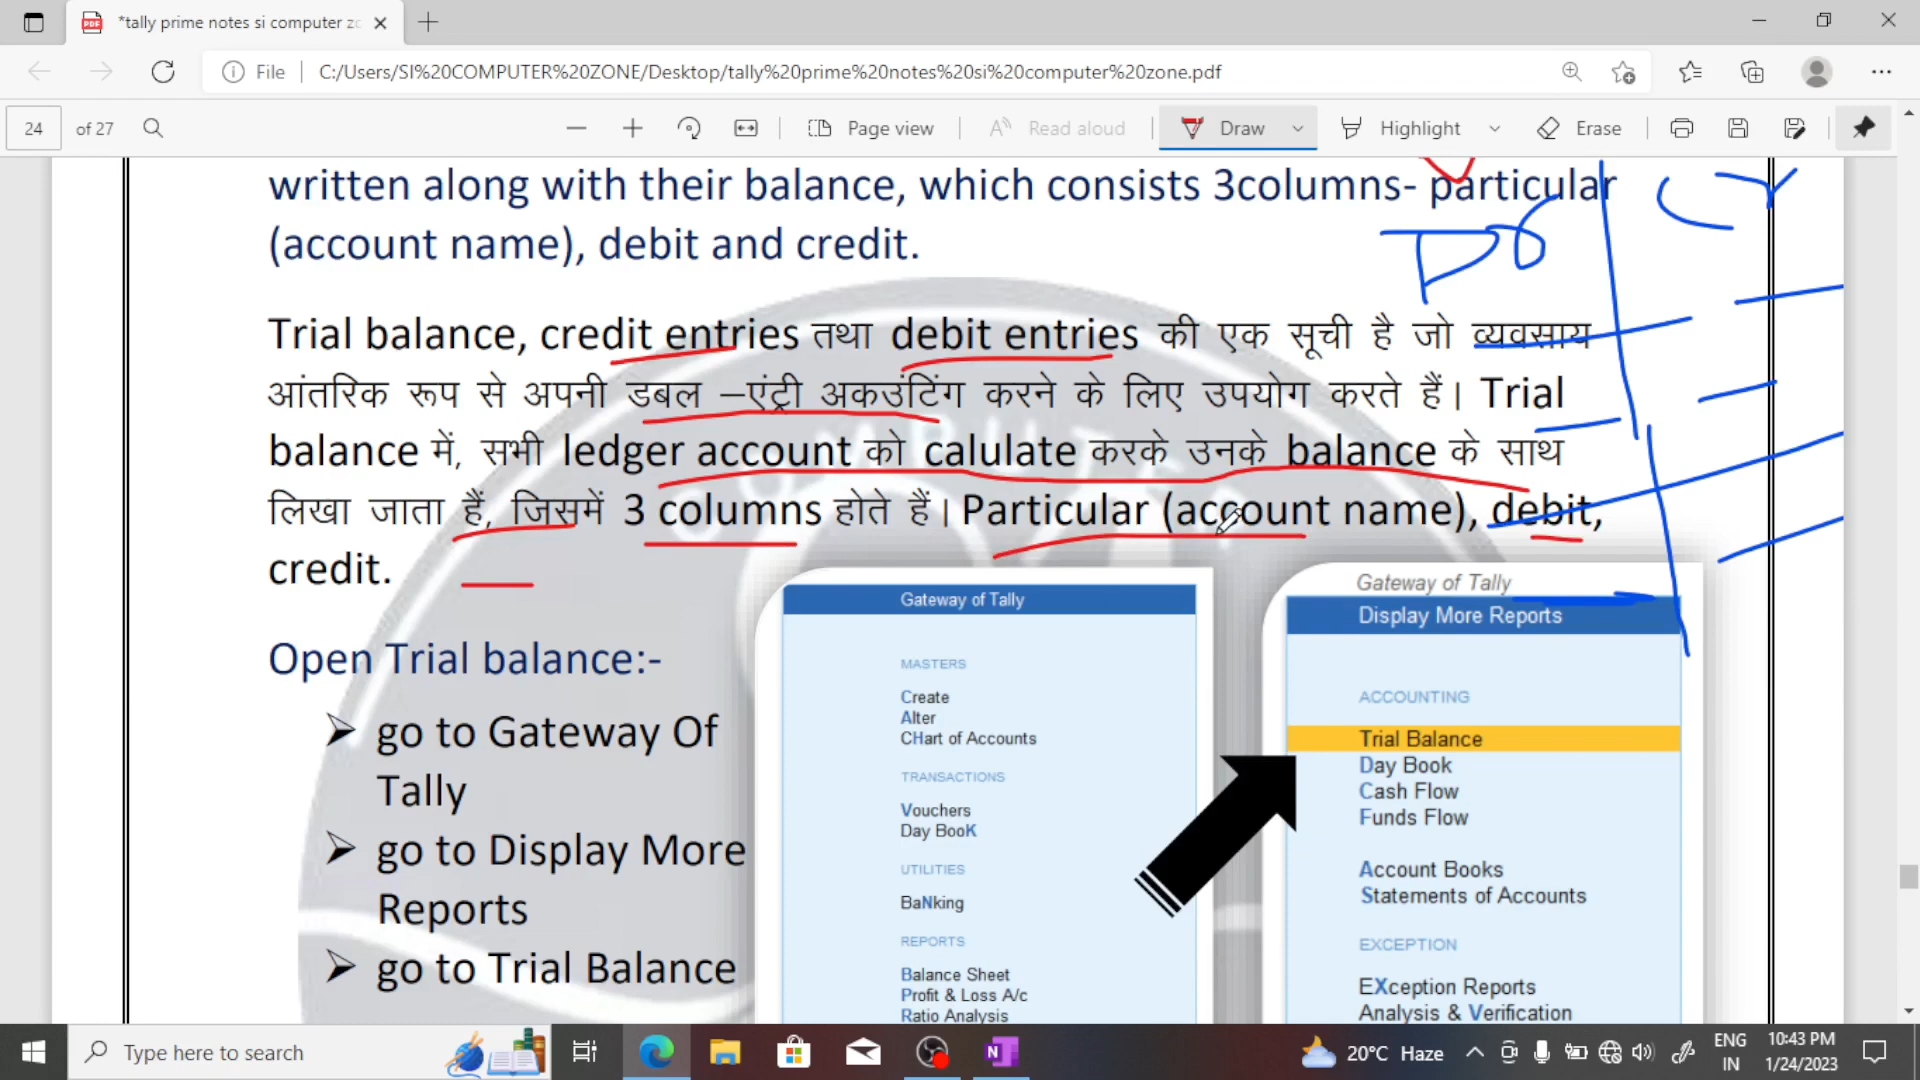 *tally prime notes si computer zo
File
C:/Users/SI%20COMPUTER%20ZONE/Desktop/tally%20prime%20notes%20si%20computer%20zone.pdf
24 of 27
Page view
Read aloud
Draw
Highlight
Erase
written along with their balance, which consists 3columns- particular
(account name), debit and credit.
Dr
Cr
Trial balance, credit entries तथा debit entries की एक सूची है जो व्यवसाय
आंतरिक रूप से अपनी डबल –एंट्री अकउंटिंग करने के लिए उपयोग करते हैं। Trial
balance में, सभी ledger account को calulate करके उनके balance के साथ
लिखा जाता हैं, जिसमें 3 columns होते हैं। Particular (account name), debit,
credit.
COMPUTER
Open Trial balance:-
go to Gateway Of
Tally
go to Display More
Reports
go to Trial Balance
Gateway of Tally
MASTERS
Create
Alter
CHart of Accounts
TRANSACTIONS
Vouchers
Day BooK
UTILITIES
BaNking
REPORTS
Balance Sheet
Profit & Loss A/c
Ratio Analysis
Gateway of Tally
Display More Reports
ACCOUNTING
Trial Balance
Day Book
Cash Flow
Funds Flow
Account Books
Statements of Accounts
EXCEPTION
EXception Reports
Analysis & Verification
Type here to search
20°C Haze
ENG
IN
10:43 PM
1/24/2023